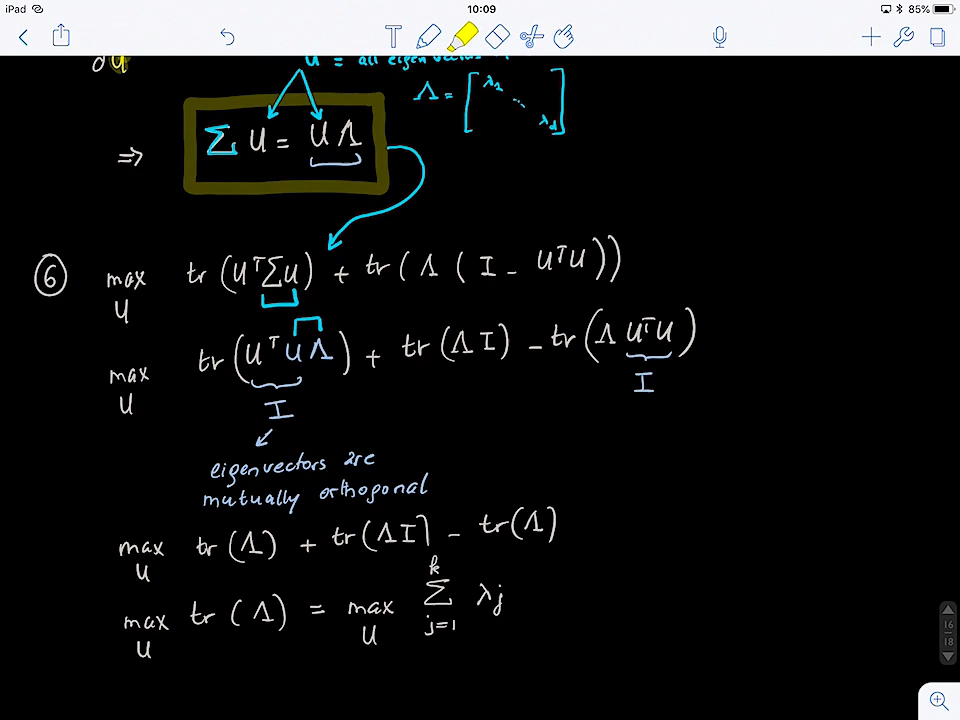 iPad 10:09 85%
T
∂U U = all eigenvectors
Λ = [λ1 ⋱ λd]
⇒ Σ U = U Λ
⑥ max U tr(UᵀΣU) + tr(Λ(I - UᵀU))
max U tr(UᵀUΛ) + tr(ΛI) - tr(ΛUᵀU)
I I
eigenvectors are
mutually orthogonal
max U tr(Λ) + tr(ΛI) - tr(Λ)
max U tr(Λ) = max U Σ j=1 k λj
16
18